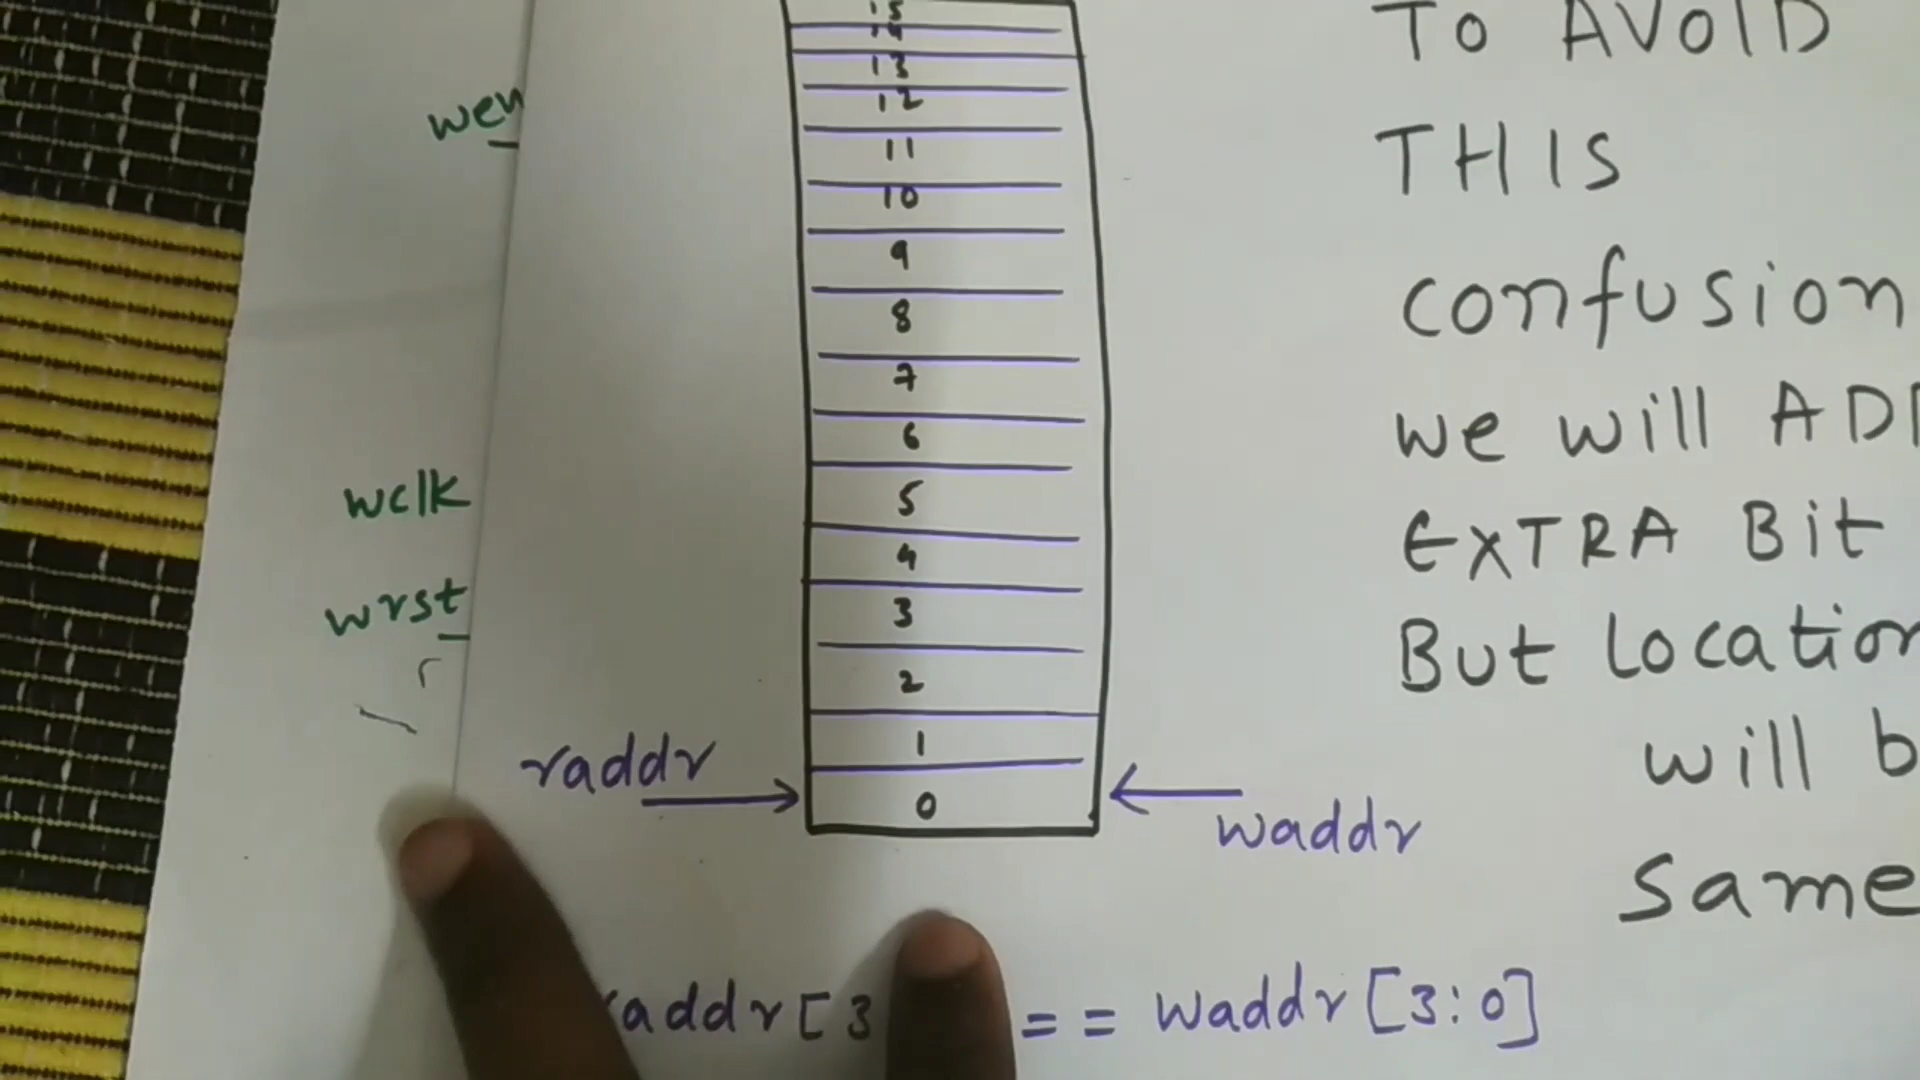 wen
wclk
wrst
15
14
13
12
11
10
9
8
7
6
5
4
3
2
1
0
raddr
waddr
addr[3 == waddr[3:0]
TO AVOID
THIS
confusion
we will AD
EXTRA Bit
But location
will b
same